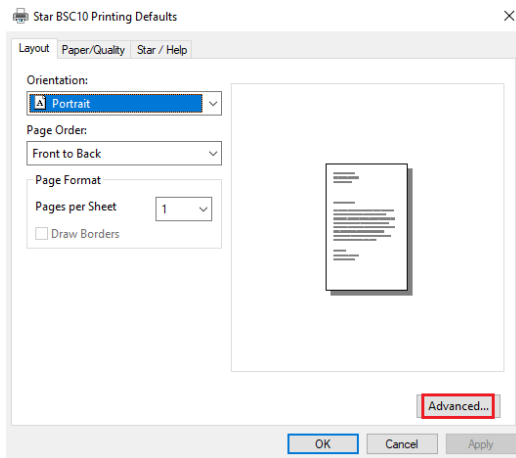 Star BSC10 Printing Defaults
Layout Paper/Quality Star / Help
Orientation:
A Portrait
Page Order:
Front to Back
Page Format
Pages per Sheet 1
Draw Borders
Advanced...
OK Cancel Apply